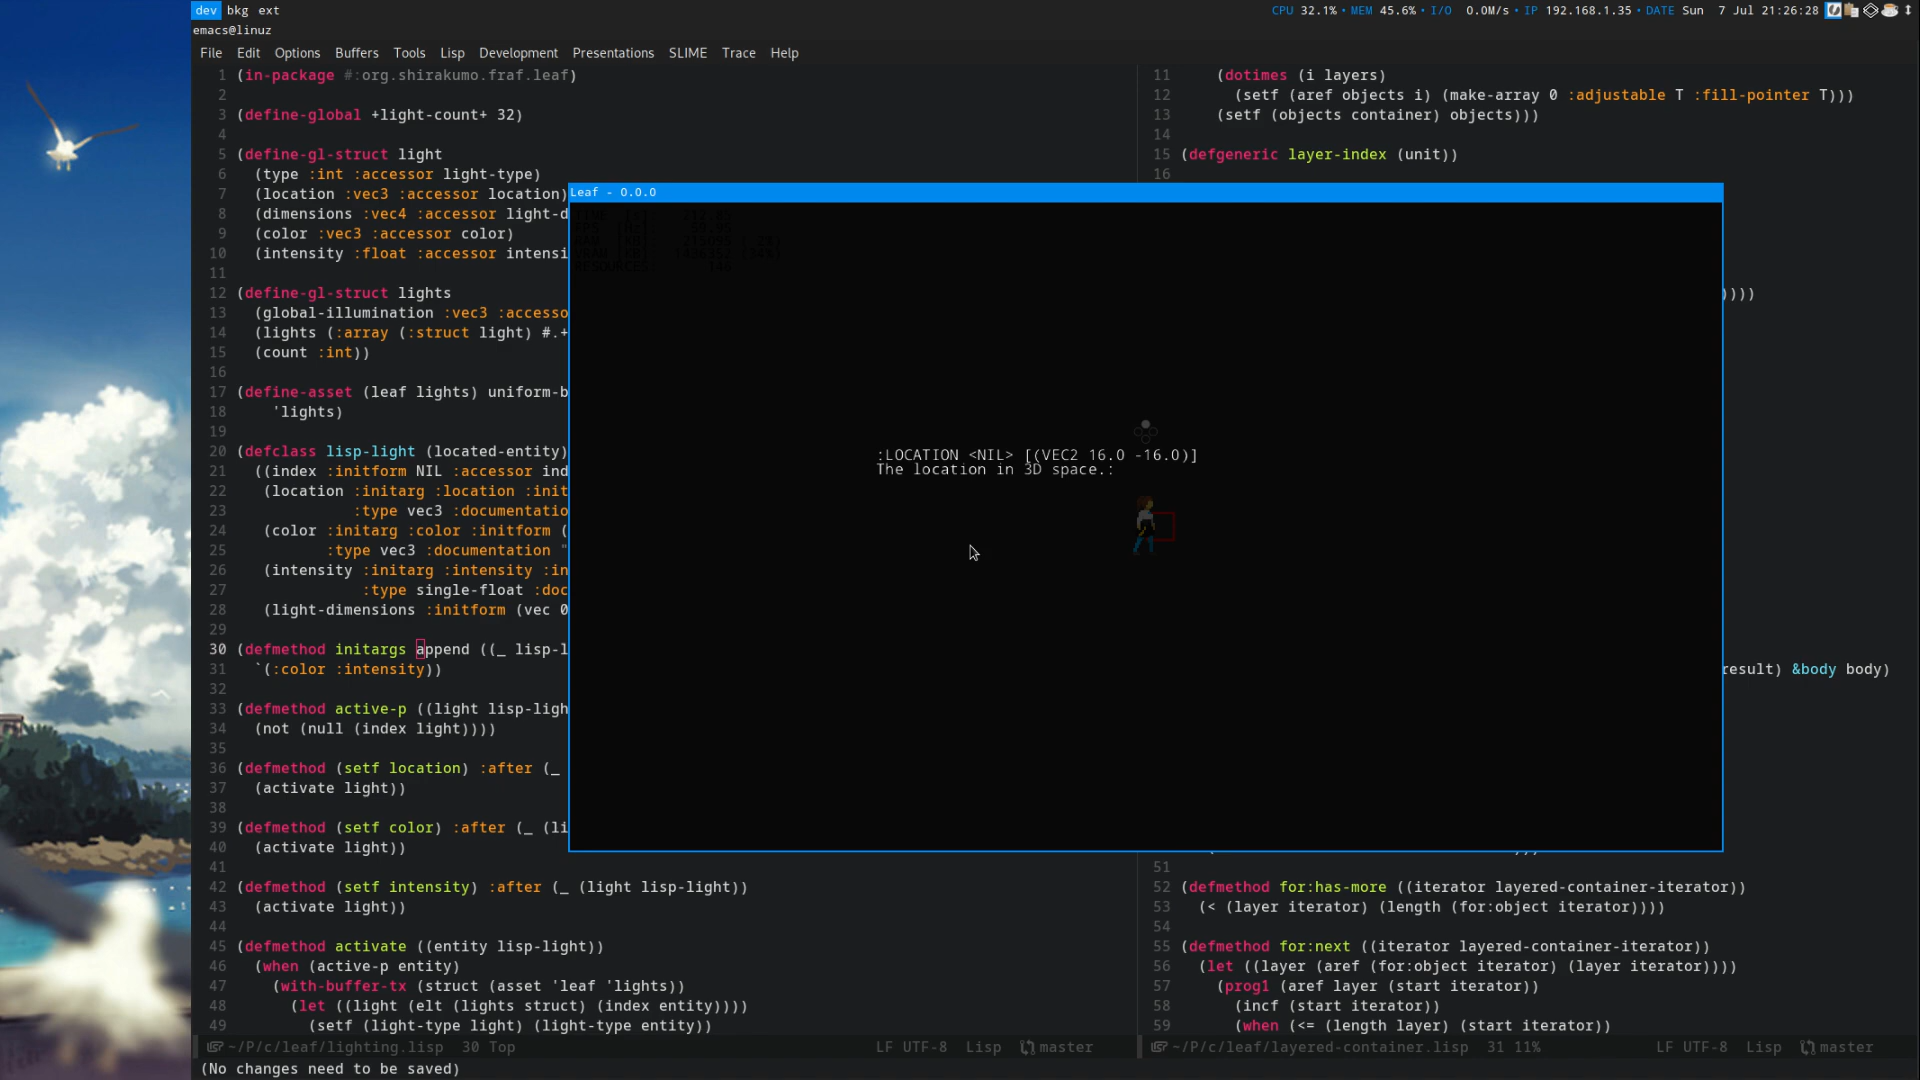 dev bkg ext
CPU 32.1% • MEM 45.6% • I/O 0.0M/s • IP 192.168.1.35 • DATE Sun 7 Jul 21:26:28
emacs@linuz
File Edit Options Buffers Tools Lisp Development Presentations SLIME Trace Help
1 (in-package #:org.shirakumo.fraf.leaf)
2
3 (define-global +light-count+ 32)
4
5 (define-gl-struct light
6 (type :int :accessor light-type)
7 (location :vec3 :accessor location)
8 (dimensions :vec4 :accessor light-d
9 (color :vec3 :accessor color)
10 (intensity :float :accessor intensi
11
12 (define-gl-struct lights
13 (global-illumination :vec3 :accesso
14 (lights (:array (:struct light) #.+
15 (count :int))
16
17 (define-asset (leaf lights) uniform-b
18 'lights)
19
20 (defclass lisp-light (located-entity)
21 ((index :initform NIL :accessor ind
22 (location :initarg :location :init
23 :type vec3 :documentatio
24 (color :initarg :color :initform (
25 :type vec3 :documentation "
26 (intensity :initarg :intensity :in
27 :type single-float :doc
28 (light-dimensions :initform (vec 0
29
30 (defmethod initargs append ((_ lisp-l
31 `(:color :intensity))
32
33 (defmethod active-p ((light lisp-ligh
34 (not (null (index light))))
35
36 (defmethod (setf location) :after (_
37 (activate light))
38
39 (defmethod (setf color) :after (_ (li
40 (activate light))
41
42 (defmethod (setf intensity) :after (_ (light lisp-light))
43 (activate light))
44
45 (defmethod activate ((entity lisp-light))
46 (when (active-p entity)
47 (with-buffer-tx (struct (asset 'leaf 'lights))
48 (let ((light (elt (lights struct) (index entity))))
49 (setf (light-type light) (light-type entity))
~/P/c/leaf/lighting.lisp 30 Top LF UTF-8 Lisp master
11 (dotimes (i layers)
12 (setf (aref objects i) (make-array 0 :adjustable T :fill-pointer T)))
13 (setf (objects container) objects)))
14
15 (defgeneric layer-index (unit))
16
))))
result) &body body)
51
52 (defmethod for:has-more ((iterator layered-container-iterator))
53 (< (layer iterator) (length (for:object iterator))))
54
55 (defmethod for:next ((iterator layered-container-iterator))
56 (let ((layer (aref (for:object iterator) (layer iterator))))
57 (prog1 (aref layer (start iterator))
58 (incf (start iterator))
59 (when (<= (length layer) (start iterator))
~/P/c/leaf/layered-container.lisp 31 11% LF UTF-8 Lisp master
(No changes need to be saved)
Leaf - 0.0.0
:LOCATION <NIL> [(VEC2 16.0 -16.0)]
The location in 3D space.: